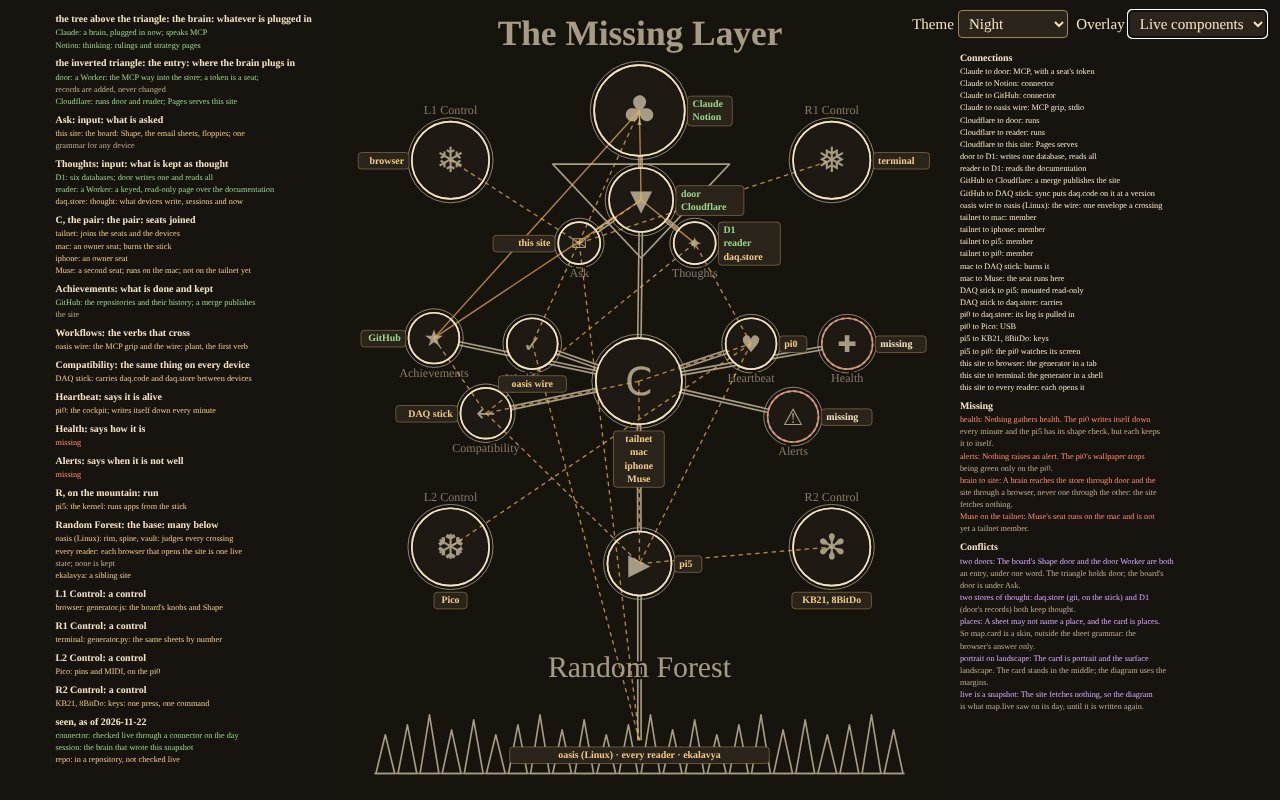 The Missing Layer
Theme Night Overlay Live components
the tree above the triangle: the brain: whatever is plugged in
Claude: a brain, plugged in now; speaks MCP
Notion: thinking: rulings and strategy pages
the inverted triangle: the entry: where the brain plugs in
door: a Worker: the MCP way into the store; a token is a seat;
records are added, never changed
Cloudflare: runs door and reader; Pages serves this site
Ask: input: what is asked
this site: the board: Shape, the email sheets, floppies; one
grammar for any device
Thoughts: input: what is kept as thought
D1: six databases; door writes one and reads all
reader: a Worker: a keyed, read-only page over the documentation
daq.store: thought: what devices write, sessions and now
C, the pair: the pair: seats joined
tailnet: joins the seats and the devices
mac: an owner seat; burns the stick
iphone: an owner seat
Muse: a second seat; runs on the mac; not on the tailnet yet
Achievements: what is done and kept
GitHub: the repositories and their history; a merge publishes
the site
Workflows: the verbs that cross
oasis wire: the MCP grip and the wire: plant, the first verb
Compatibility: the same thing on every device
DAQ stick: carries daq.code and daq.store between devices
Heartbeat: says it is alive
pi0: the cockpit; writes itself down every minute
Health: says how it is
missing
Alerts: says when it is not well
missing
R, on the mountain: run
pi5: the kernel: runs apps from the stick
Random Forest: the base: many below
oasis (Linux): rim, spine, vault: judges every crossing
every reader: each browser that opens the site is one live
state: none is kept
ekalavya: a sibling site
L1 Control: a control
browser: generator.js: the board's knobs and Shape
R1 Control: a control
terminal: generator.py: the same sheets by number
L2 Control: a control
Pico: pins and MIDI, on the pi0
R2 Control: a control
KB21, 8BitDo: keys: one press, one command
seen, as of 2026-11-22
connector: checked live through a connector on the day
session: the brain that wrote this snapshot
repo: in a repository, not checked live
L1 Control
browser
Claude
Notion
R1 Control
terminal
door
Cloudflare
this site
Ask
D1
reader
daq.store
Thoughts
GitHub
Achievements
oasis wire
C
pi0
Heartbeat
missing
Health
DAQ stick
Compatibility
missing
Alerts
tailnet
mac
iphone
Muse
L2 Control
Pico
pi5
R2 Control
KB21, 8BitDo
Random Forest
oasis (Linux) · every reader · ekalavya
Connections
Claude to door: MCP, with a seat's token
Claude to Notion: connector
Claude to GitHub: connector
Claude to oasis wire: MCP grip, stdio
Cloudflare to door: runs
Cloudflare to reader: runs
Cloudflare to this site: Pages serves
door to D1: writes one database, reads all
reader to D1: reads the documentation
GitHub to Cloudflare: a merge publishes the site
GitHub to DAQ stick: sync puts daq.code on it at a version
oasis wire to oasis (Linux): the wire: one envelope a crossing
tailnet to mac: member
tailnet to iphone: member
tailnet to pi5: member
tailnet to pi0: member
mac to DAQ stick: burns it
mac to Muse: the seat runs here
DAQ stick to pi5: mounted read-only
DAQ stick to daq.store: carries
pi0 to daq.store: its log is pulled in
pi0 to Pico: USB
pi5 to KB21, 8BitDo: keys
pi5 to pi0: the pi0 watches its screen
this site to browser: the generator in a tab
this site to terminal: the generator in a shell
this site to every reader: each opens it
Missing
health: Nothing gathers health. The pi0 writes itself down
every minute and the pi5 has its shape check, but each keeps
it to itself.
alerts: Nothing raises an alert. The pi0's wallpaper stops
being green only on the pi0.
brain to site: A brain reaches the store through door and the
site through a browser, never one through the other: the site
fetches nothing.
Muse on the tailnet: Muse's seat runs on the mac and is not
yet a tailnet member.
Conflicts
two doors: The board's Shape door and the door Worker are both
an entry, under one word. The triangle holds door; the board's
door is under Ask.
two stores of thought: daq.store (git, on the stick) and D1
(door's records) both keep thought.
places: A sheet may not name a place, and the card is places.
So map.card is a skin, outside the sheet grammar: the
browser's answer only.
portrait on landscape: The card is portrait and the surface
landscape. The card stands in the middle; the diagram uses the
margins.
live is a snapshot: The site fetches nothing, so the diagram
is what map.live saw on its day, until it is written again.